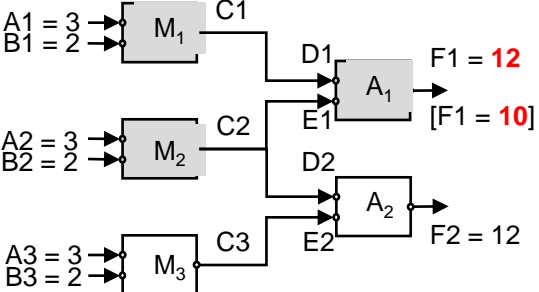 C1
A1 = 3
B1 = 2
M1
D1
F1 = 12
A1
E1
[F1 = 10]
C2
A2 = 3
B2 = 2
M2
D2
A2
C3
E2
F2 = 12
A3 = 3
B3 = 2
M3